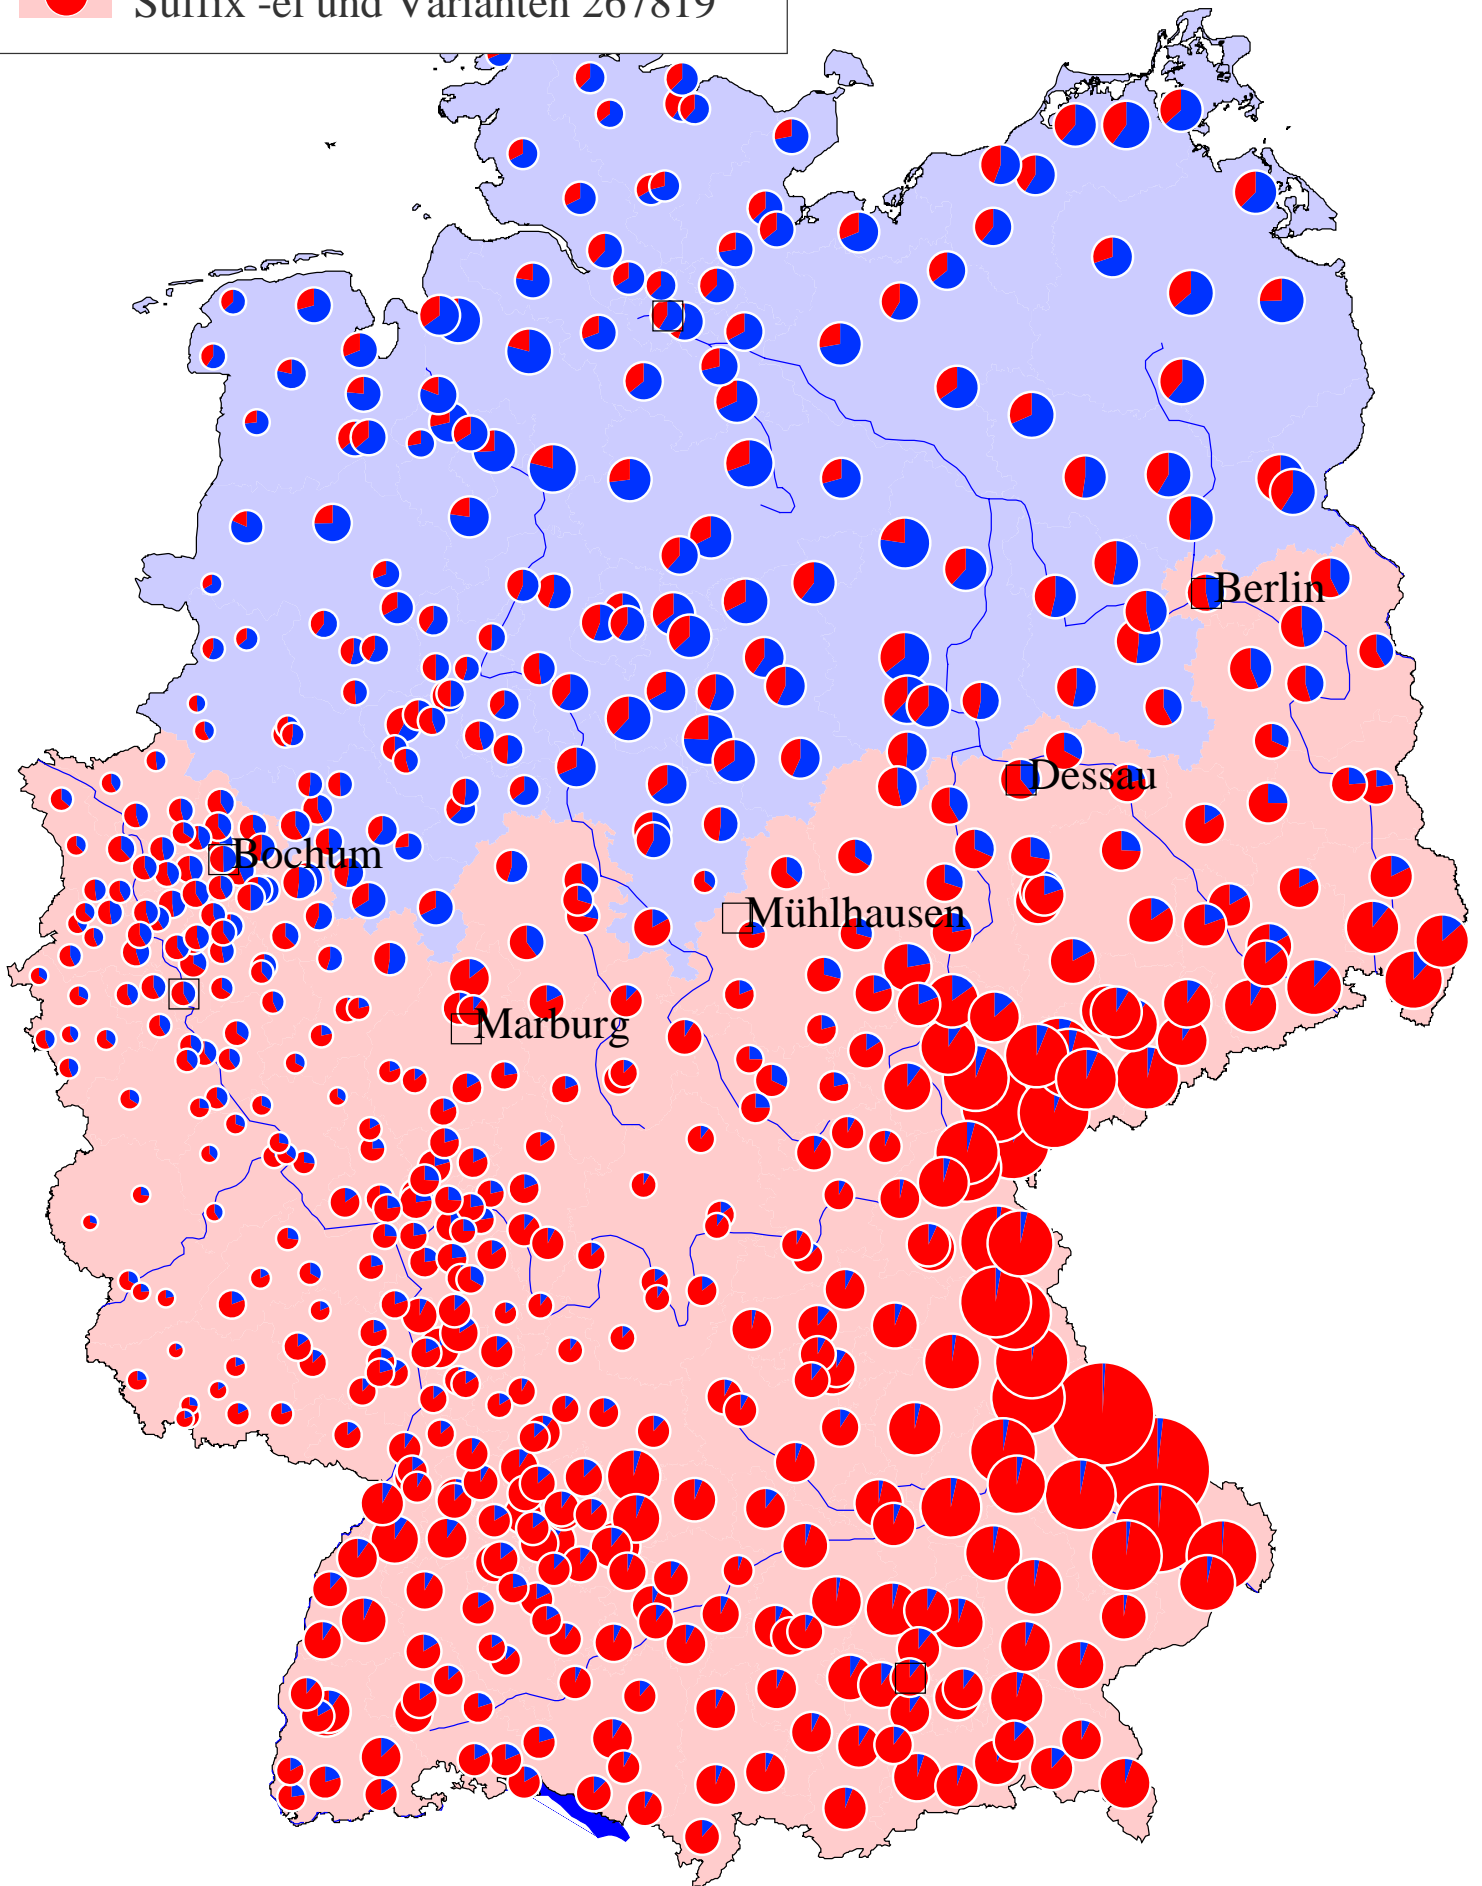 Suffix -el und Varianten 267819
Berlin
Dessau
Bochum
Mühlhausen
Marburg